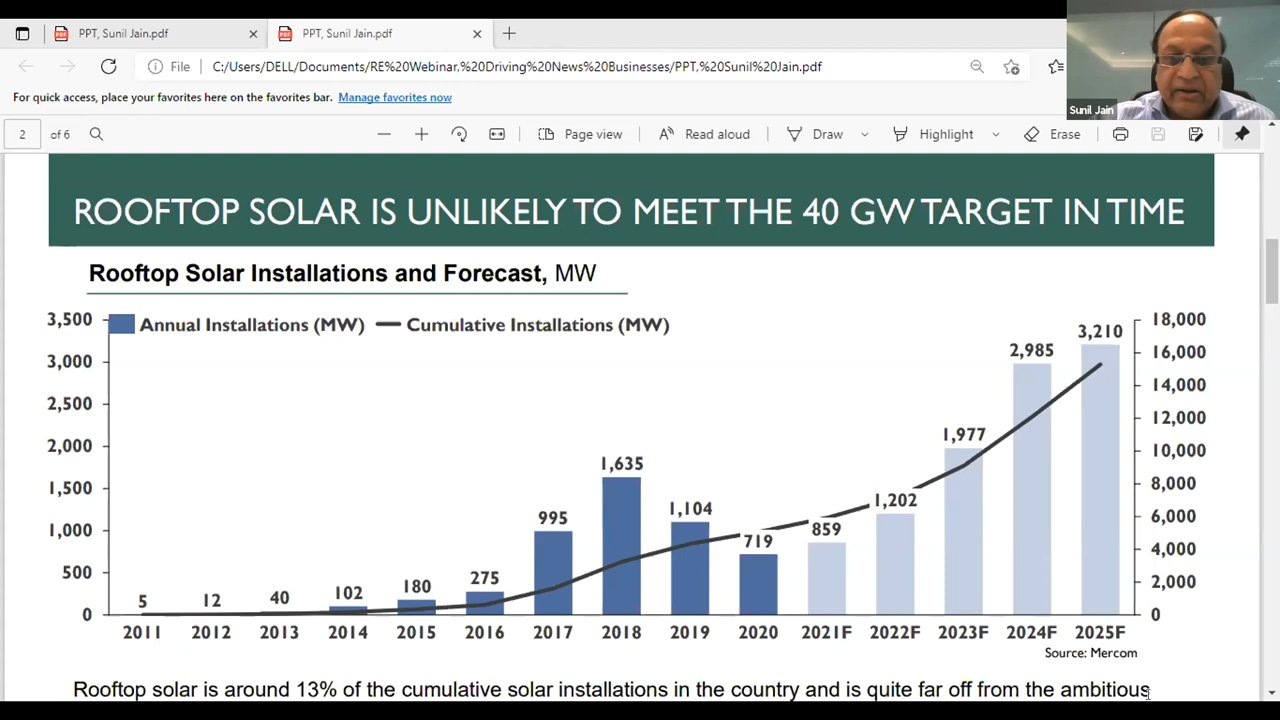 PPT, Sunil Jain.pdf
PPT, Sunil Jain.pdf
File C:/Users/DELL/Documents/RE%20Webinar,%20Driving%20News%20Businesses/PPT,%20Sunil%20Jain.pdf
Sunil Jain
For quick access, place your favorites here on the favorites bar. Manage favorites now
2 of 6 Page view Read aloud Draw Highlight Erase
ROOFTOP SOLAR IS UNLIKELY TO MEET THE 40 GW TARGET IN TIME
Rooftop Solar Installations and Forecast, MW
Annual Installations (MW) Cumulative Installations (MW)
3,500 18,000
3,210
3,000 2,985 16,000
14,000
2,500 12,000
2,000 1,977 10,000
1,635
1,500 8,000
1,202
1,104
995 6,000
1,000 859
719 4,000
500 275 2,000
180
102
40
12
5
0 0
2011 2012 2013 2014 2015 2016 2017 2018 2019 2020 2021F 2022F 2023F 2024F 2025F
Source: Mercom
Rooftop solar is around 13% of the cumulative solar installations in the country and is quite far off from the ambitious